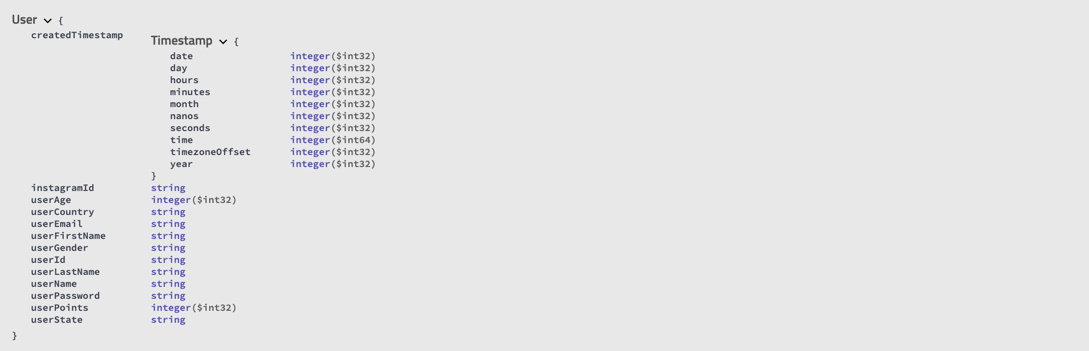 User {
createdTimestamp
Timestamp {
date integer($int32)
day integer($int32)
hours integer($int32)
minutes integer($int32)
month integer($int32)
nanos integer($int32)
seconds integer($int32)
time integer($int64)
timezoneOffset integer($int32)
year integer($int32)
}
instagramId string
userAge integer($int32)
userCountry string
userEmail string
userFirstName string
userGender string
userId string
userLastName string
userName string
userPassword string
userPoints integer($int32)
userState string
}